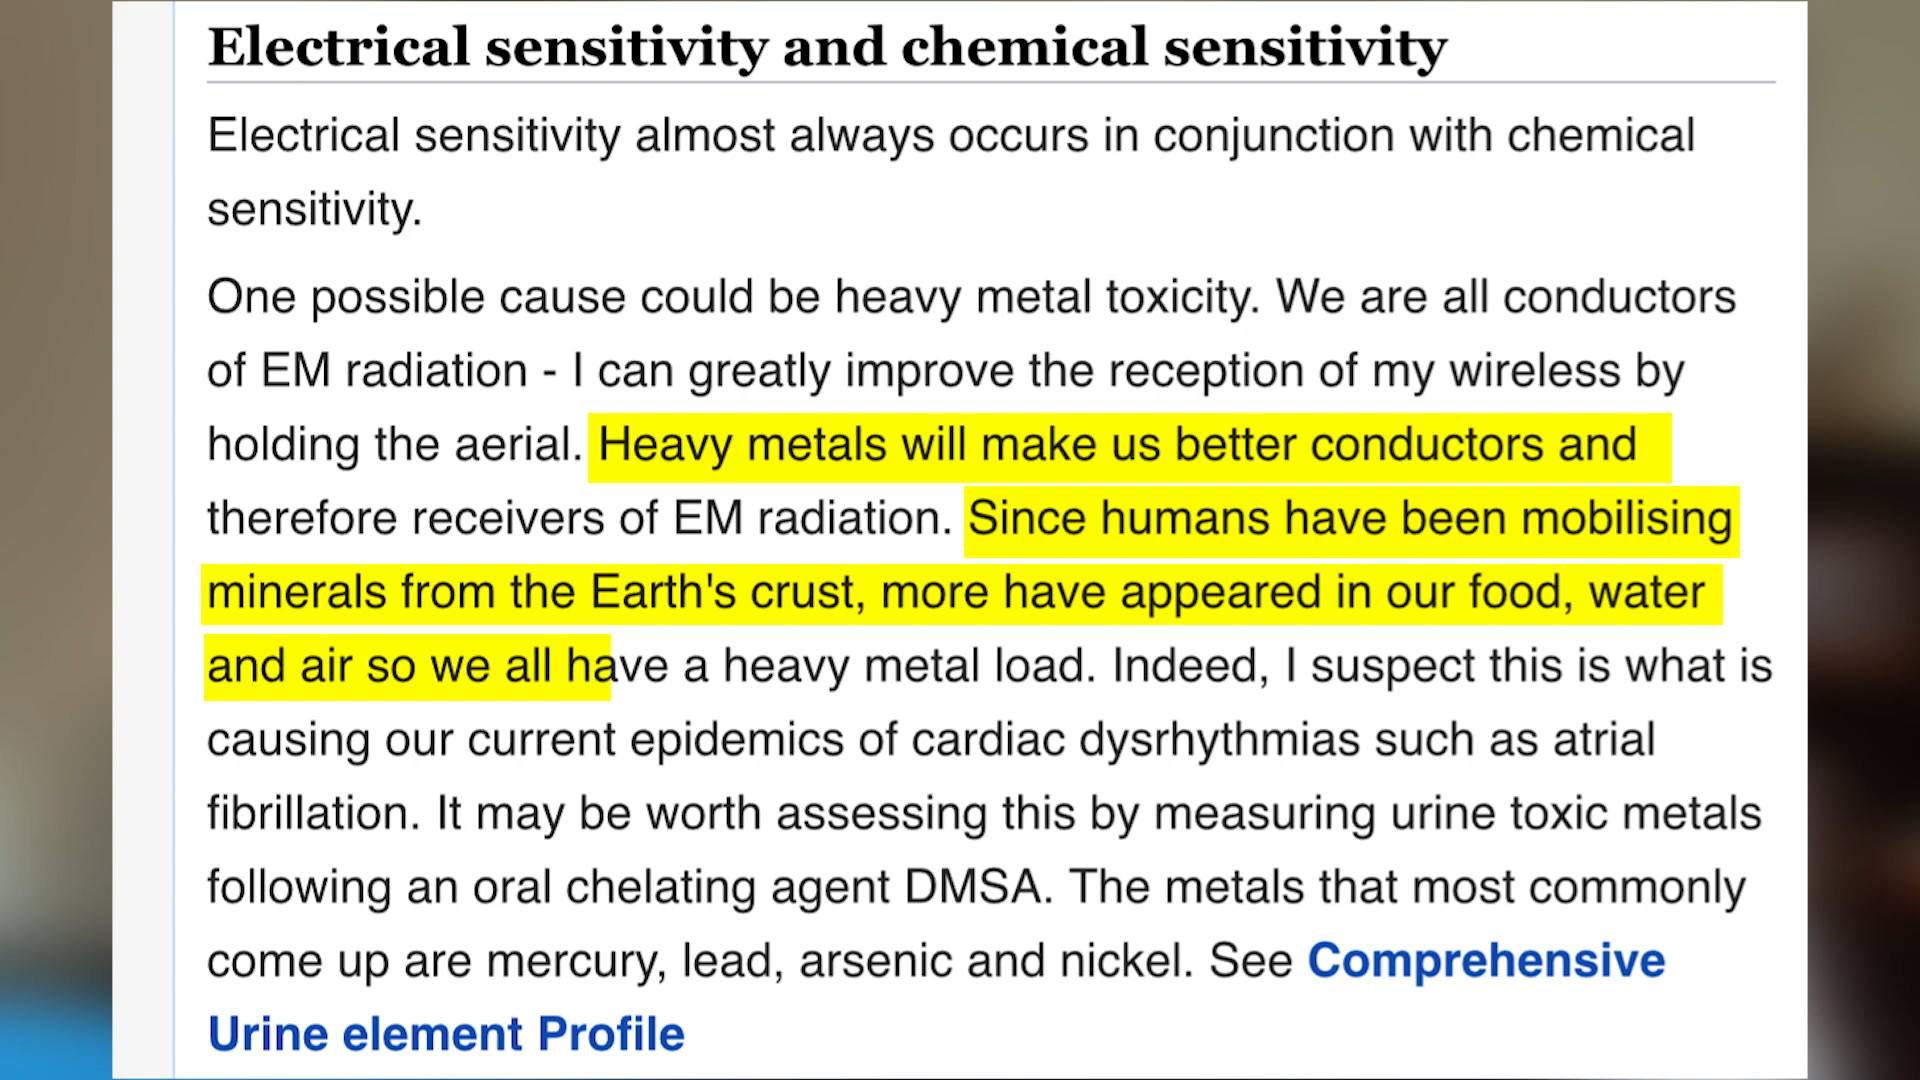 Electrical sensitivity and chemical sensitivity
Electrical sensitivity almost always occurs in conjunction with chemical
sensitivity.
One possible cause could be heavy metal toxicity. We are all conductors
of EM radiation - I can greatly improve the reception of my wireless by
holding the aerial. Heavy metals will make us better conductors and
therefore receivers of EM radiation. Since humans have been mobilising
minerals from the Earth's crust, more have appeared in our food, water
and air so we all have a heavy metal load. Indeed, I suspect this is what is
causing our current epidemics of cardiac dysrhythmias such as atrial
fibrillation. It may be worth assessing this by measuring urine toxic metals
following an oral chelating agent DMSA. The metals that most commonly
come up are mercury, lead, arsenic and nickel. See Comprehensive
Urine element Profile